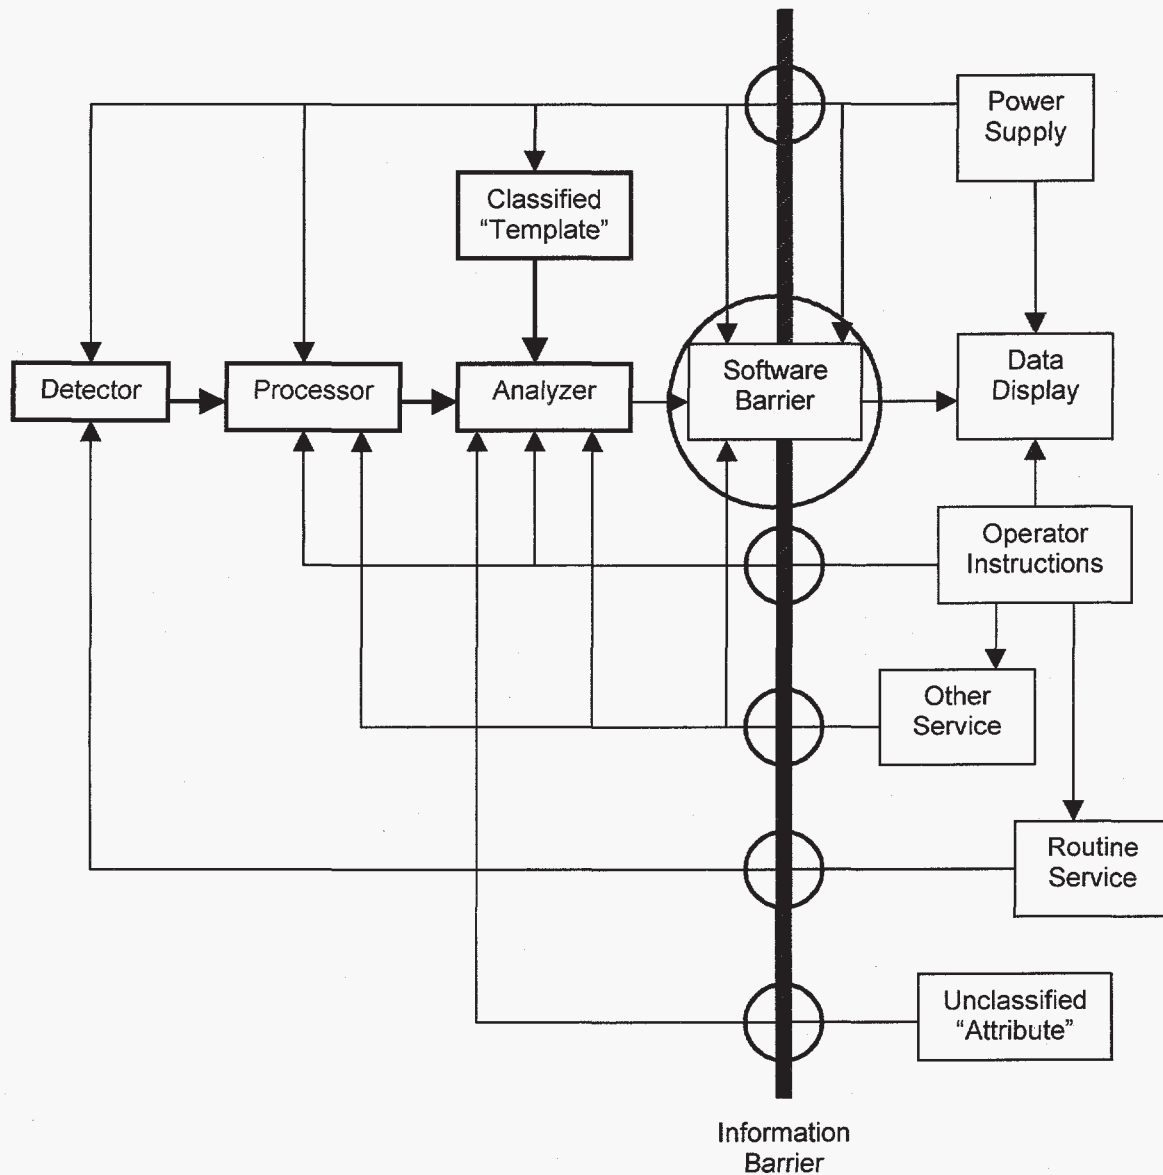 Power
Supply
Classified
“Template”
Detector
Processor
Analyzer
Software
Barrier
Data
Display
Operator
Instructions
Other
Service
Routine
Service
Unclassified
“Attribute”
Information
Barrier